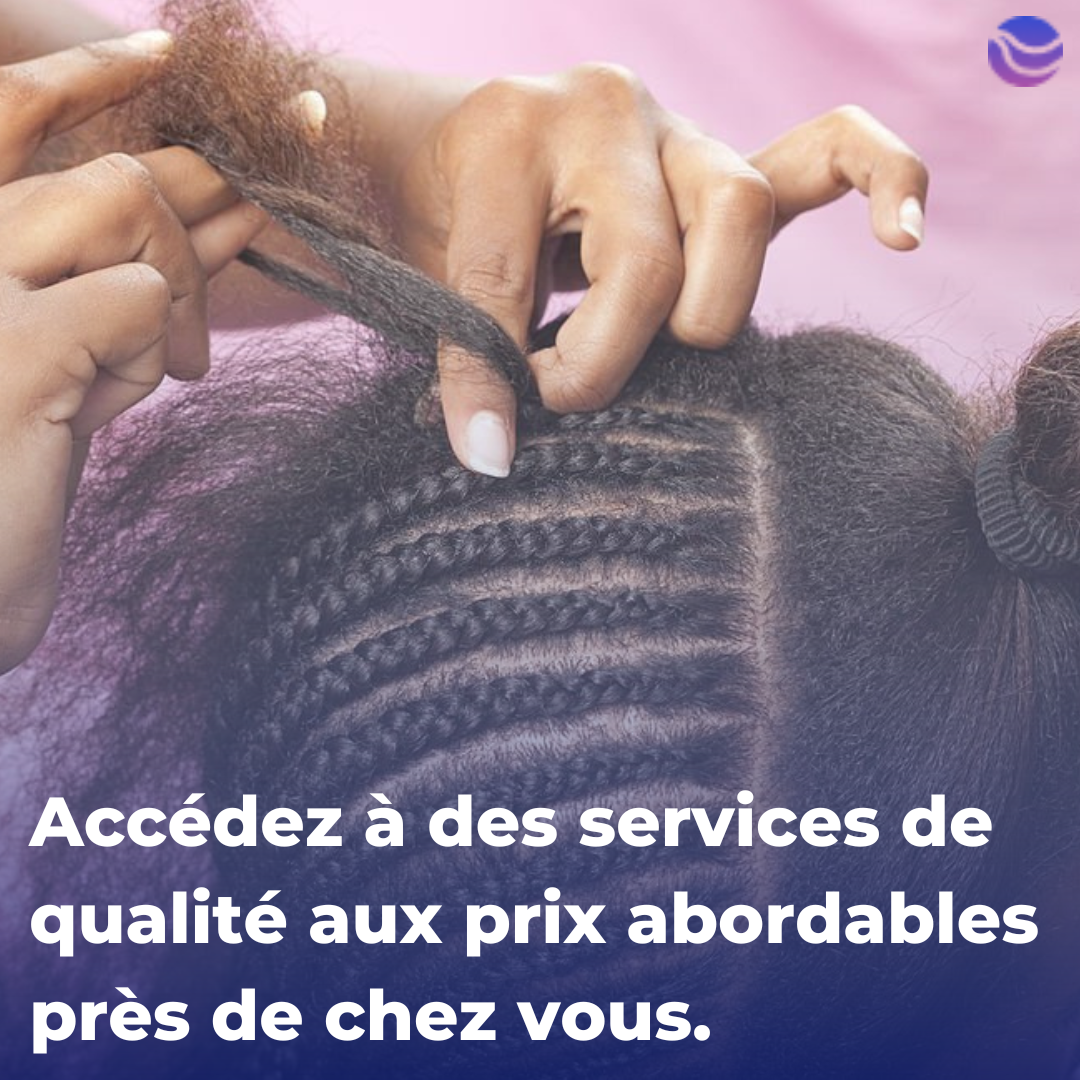 Accédez à des services de
qualité aux prix abordables
près de chez vous.